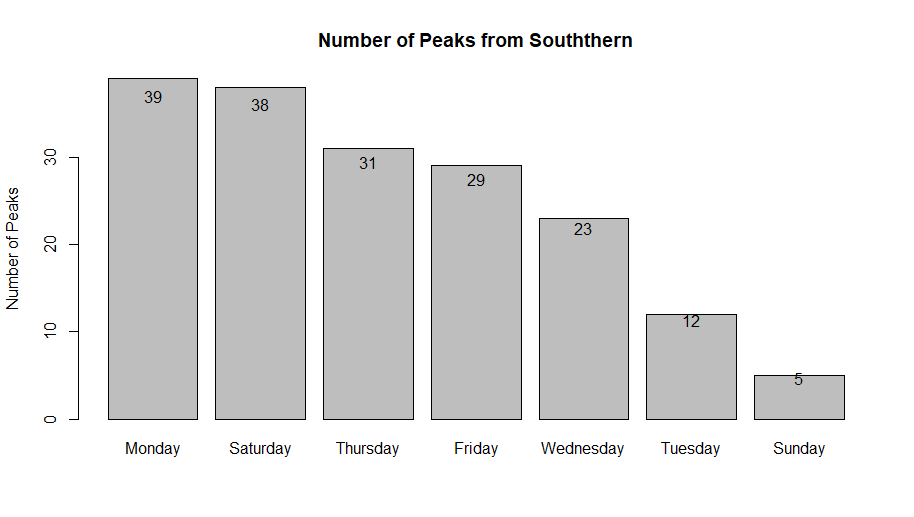 Number of Peaks from Souththern
Number of Peaks
30
20
10
0
39
38
31
29
23
12
5
Monday
Saturday
Thursday
Friday
Wednesday
Tuesday
Sunday